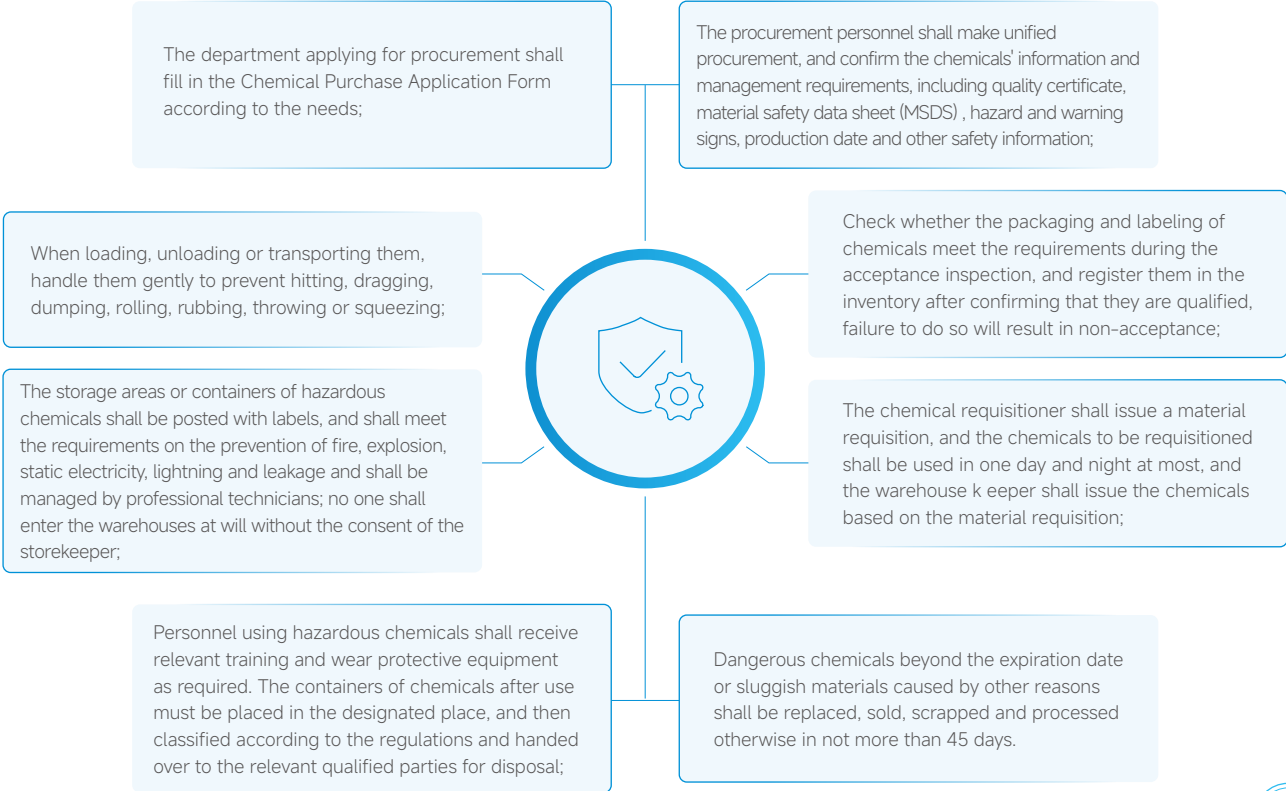 The department applying for procurement shall
fill in the Chemical Purchase Application Form
according to the needs;
The procurement personnel shall make unified
procurement, and confirm the chemicals' information and
management requirements, including quality certificate,
material safety data sheet (MSDS) , hazard and warning
signs, production date and other safety information;
When loading, unloading or transporting them,
handle them gently to prevent hitting, dragging,
dumping, rolling, rubbing, throwing or squeezing;
Check whether the packaging and labeling of
chemicals meet the requirements during the
acceptance inspection, and register them in the
inventory after confirming that they are qualified,
failure to do so will result in non-acceptance;
The storage areas or containers of hazardous
chemicals shall be posted with labels, and shall meet
the requirements on the prevention of fire, explosion,
static electricity, lightning and leakage and shall be
managed by professional technicians; no one shall
enter the warehouses at will without the consent of the
storekeeper;
The chemical requisitioner shall issue a material
requisition, and the chemicals to be requisitioned
shall be used in one day and night at most, and
the warehouse k eeper shall issue the chemicals
based on the material requisition;
Personnel using hazardous chemicals shall receive
relevant training and wear protective equipment
as required. The containers of chemicals after use
must be placed in the designated place, and then
classified according to the regulations and handed
over to the relevant qualified parties for disposal;
Dangerous chemicals beyond the expiration date
or sluggish materials caused by other reasons
shall be replaced, sold, scrapped and processed
otherwise in not more than 45 days.